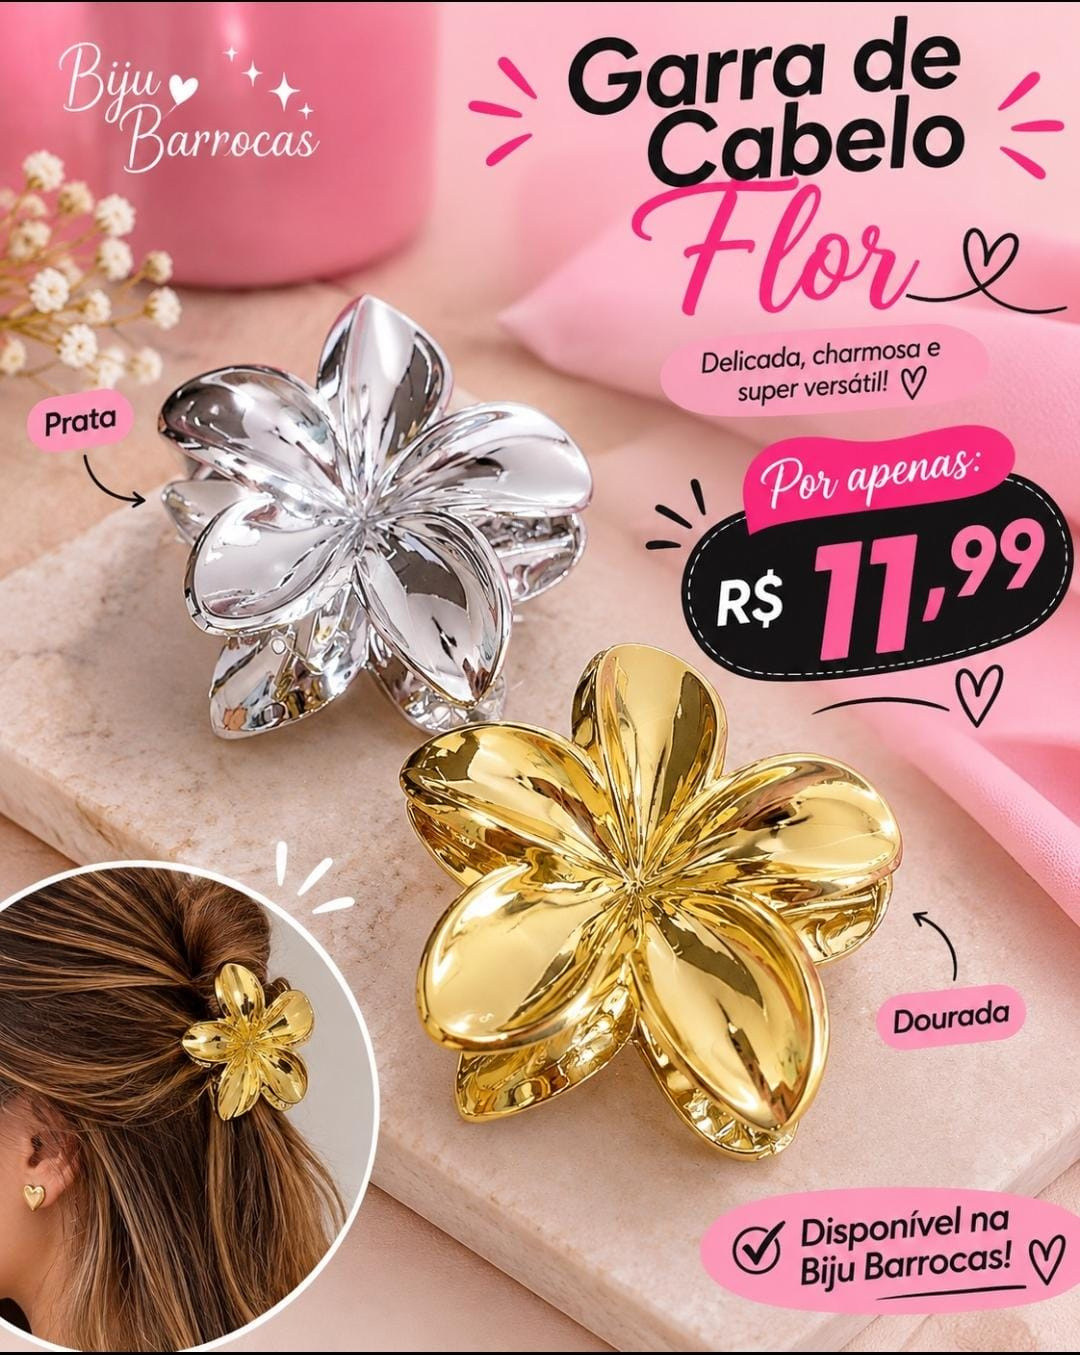 Biju
Barrocas
Garra de
Cabelo
Flor
Delicada, charmosa e
super versátil!
Prata
Por apenas:
R$ 11,99
Dourada
Disponível na
Biju Barrocas!